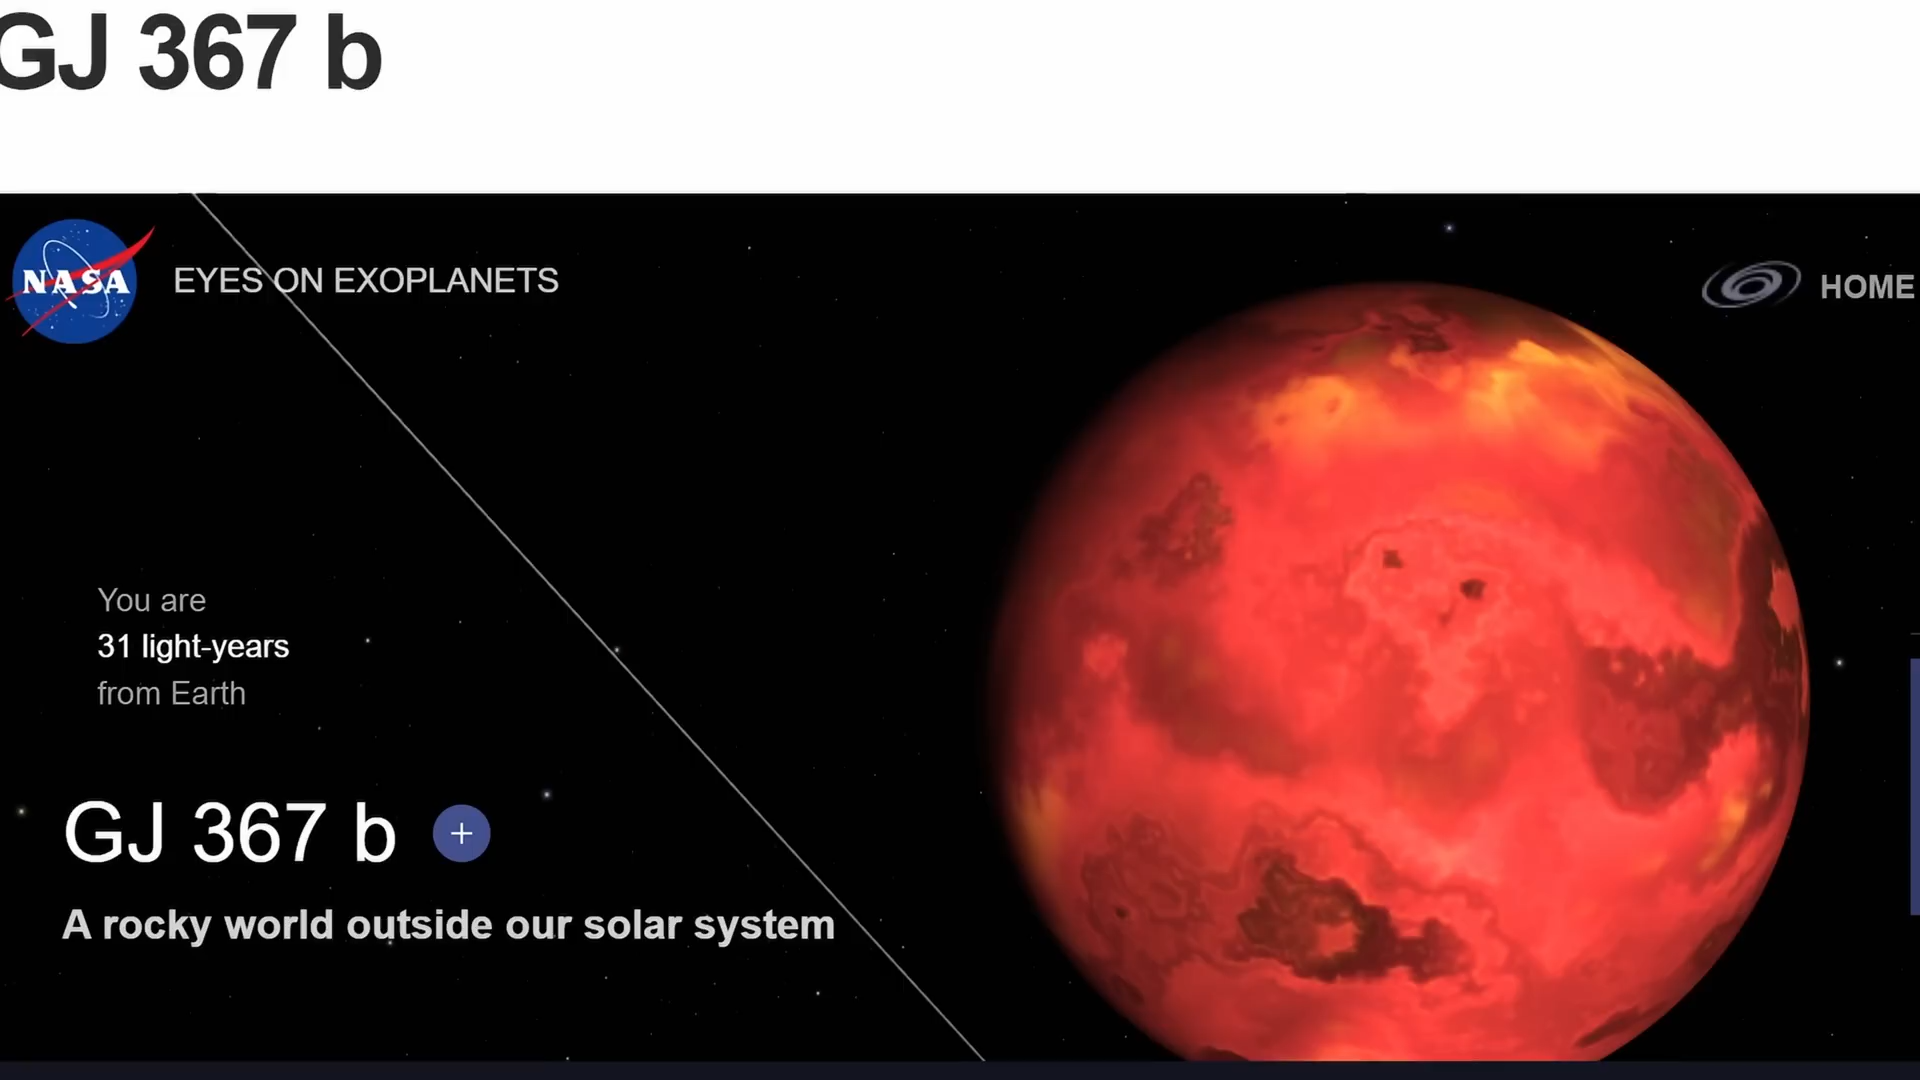 GJ 367 b
NASA
EYES ON EXOPLANETS
HOME
You are
31 light-years
from Earth
GJ 367 b
+
A rocky world outside our solar system